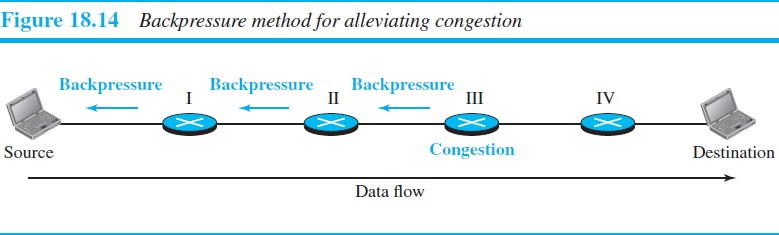 Figure 18.14 Backpressure method for alleviating congestion
Backpressure Backpressure Backpressure
I II III IV
Source Congestion Destination
Data flow